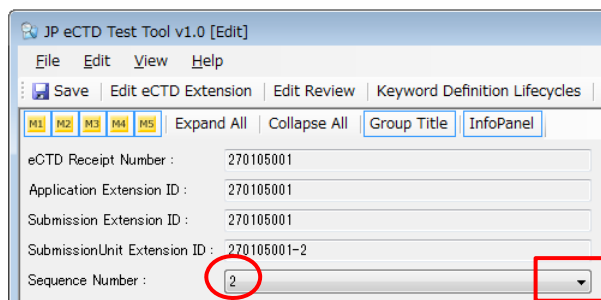 JP eCTD Test Tool v1.0 [Edit]
File Edit View Help
Save Edit eCTD Extension Edit Review Keyword Definition Lifecycles
M1 M2 M3 M4 M5 Expand All Collapse All Group Title InfoPanel
eCTD Receipt Number : 270105001
Application Extension ID : 270105001
Submission Extension ID : 270105001
SubmissionUnit Extension ID : 270105001-2
Sequence Number : 2